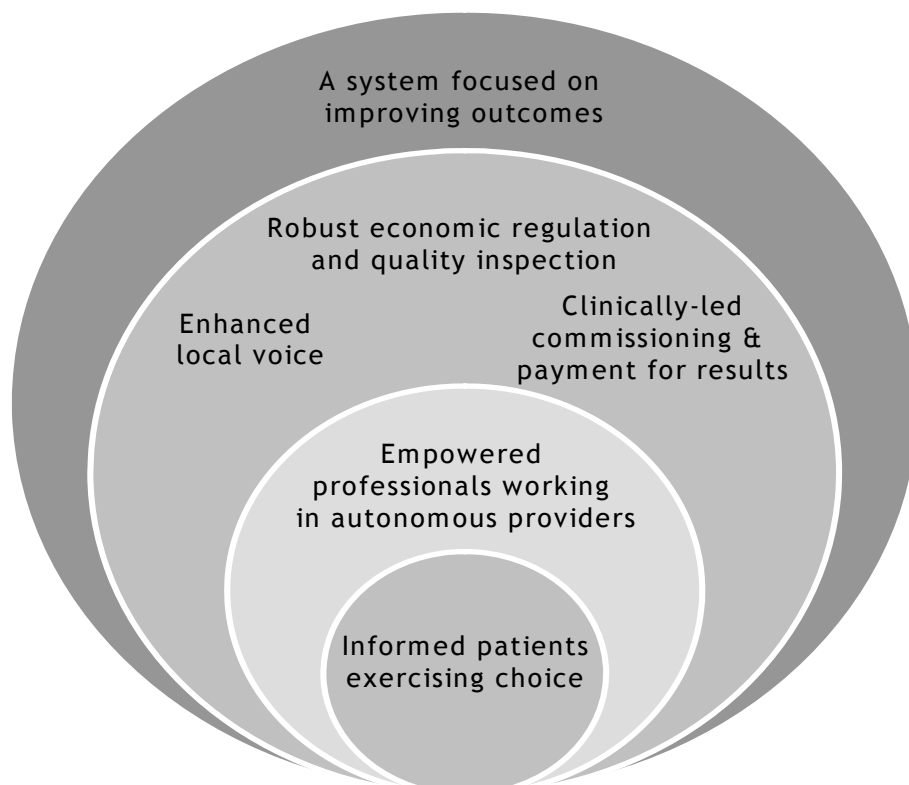 A system focused on
improving outcomes
Robust economic regulation
and quality inspection
Enhanced
local voice
Clinically-led
commissioning &
payment for results
Empowered
professionals working
in autonomous providers
Informed patients
exercising choice